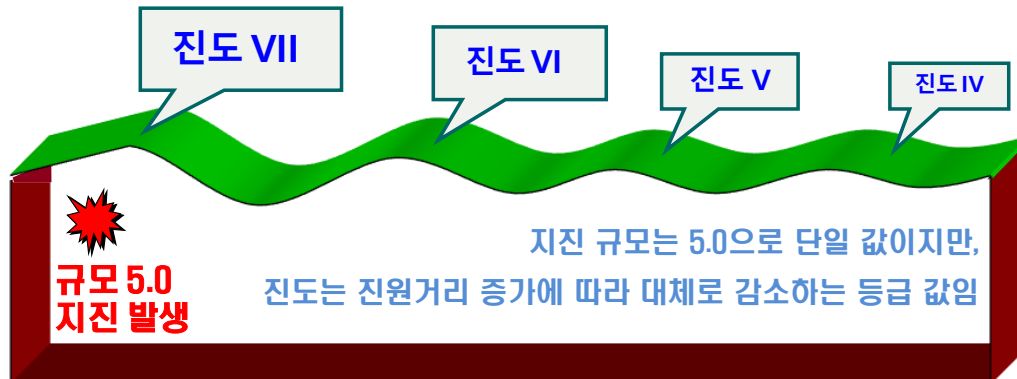 진도 VII
진도 VI
진도 V
진도 IV
지진 규모는 5.0으로 단일 값이지만,
진도는 진원거리 증가에 따라 대체로 감소하는 등급 값임
규모 5.0
지진 발생